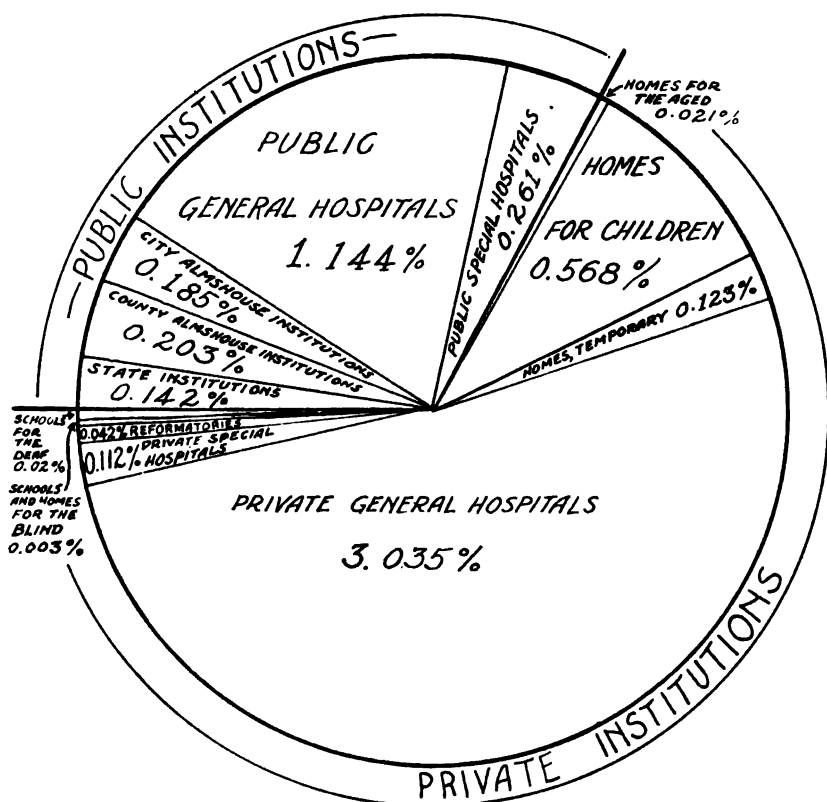 — PUBLIC INSTITUTIONS —
PUBLIC
GENERAL HOSPITALS
1.144%
PUBLIC SPECIAL HOSPITALS.
0.261%
HOMES FOR
THE AGED
0.021%
HOMES
FOR CHILDREN
0.568%
HOMES, TEMPORARY 0.123%
CITY ALMSHOUSE INSTITUTIONS
0.185%
COUNTY ALMSHOUSE INSTITUTIONS
0.203%
STATE INSTITUTIONS
0.142%
SCHOOLS
FOR
THE
DEAF
0.02%
0.042% REFORMATORIES
0.112% PRIVATE SPECIAL
HOSPITALS
SCHOOLS
AND HOMES
FOR THE
BLIND
0.003%
PRIVATE GENERAL HOSPITALS
3.035%
PRIVATE INSTITUTIONS